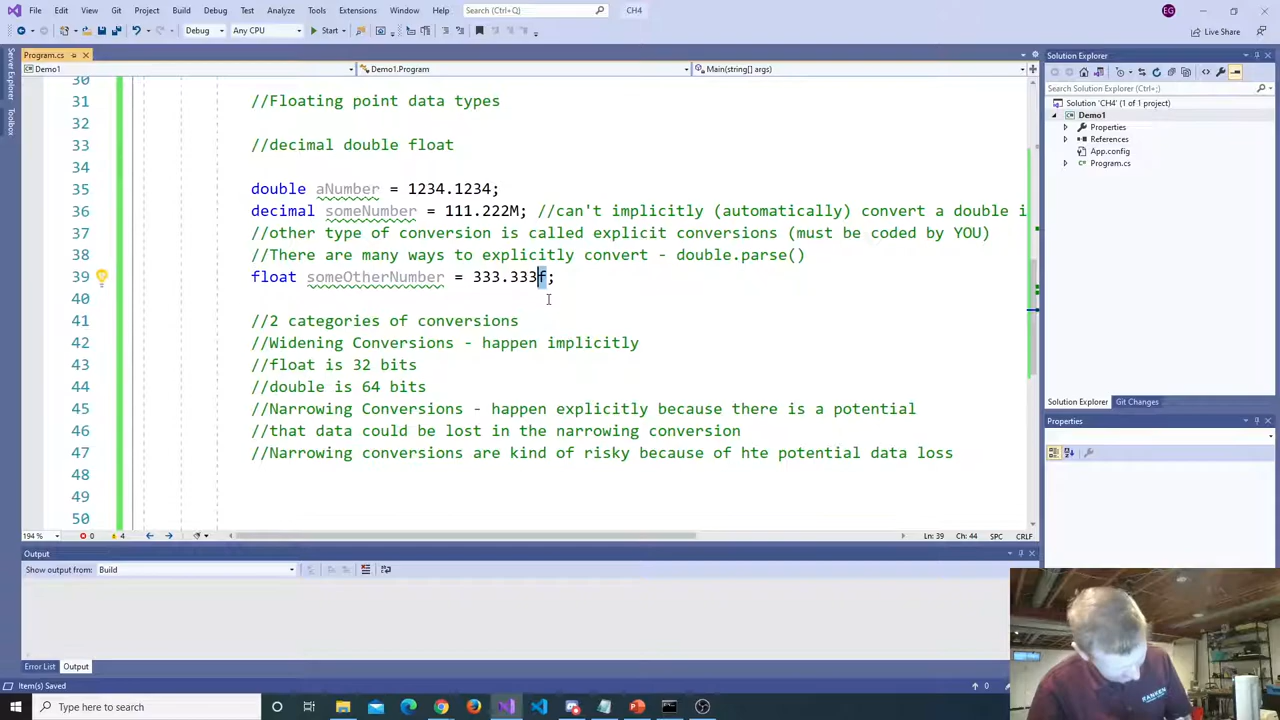 File Edit View Git Project Build Debug Test Analyze Tools Extensions Window Help Search (Ctrl+Q) CH4 EG
Debug Any CPU Start Live Share
Program.cs
Demo1 Demo1.Program Main(string[] args)
Server Explorer
Toolbox
30
31 //Floating point data types
32
33 //decimal double float
34
35 double aNumber = 1234.1234;
36 decimal someNumber = 111.222M; //can't implicitly (automatically) convert a double i
37 //other type of conversion is called explicit conversions (must be coded by YOU)
38 //There are many ways to explicitly convert - double.parse()
39 float someOtherNumber = 333.333f;
40
41 //2 categories of conversions
42 //Widening Conversions - happen implicitly
43 //float is 32 bits
44 //double is 64 bits
45 //Narrowing Conversions - happen explicitly because there is a potential
46 //that data could be lost in the narrowing conversion
47 //Narrowing conversions are kind of risky because of hte potential data loss
48
49
50
194 % 0 4 Ln: 39 Ch: 44 SPC CRLF
Output
Show output from: Build
Error List Output
Item(s) Saved 0
Solution Explorer
Search Solution Explorer (Ctrl+;)
Solution 'CH4' (1 of 1 project)
Demo1
Properties
References
App.config
Program.cs
Solution Explorer Git Changes
Properties
RANKEN
Type here to search